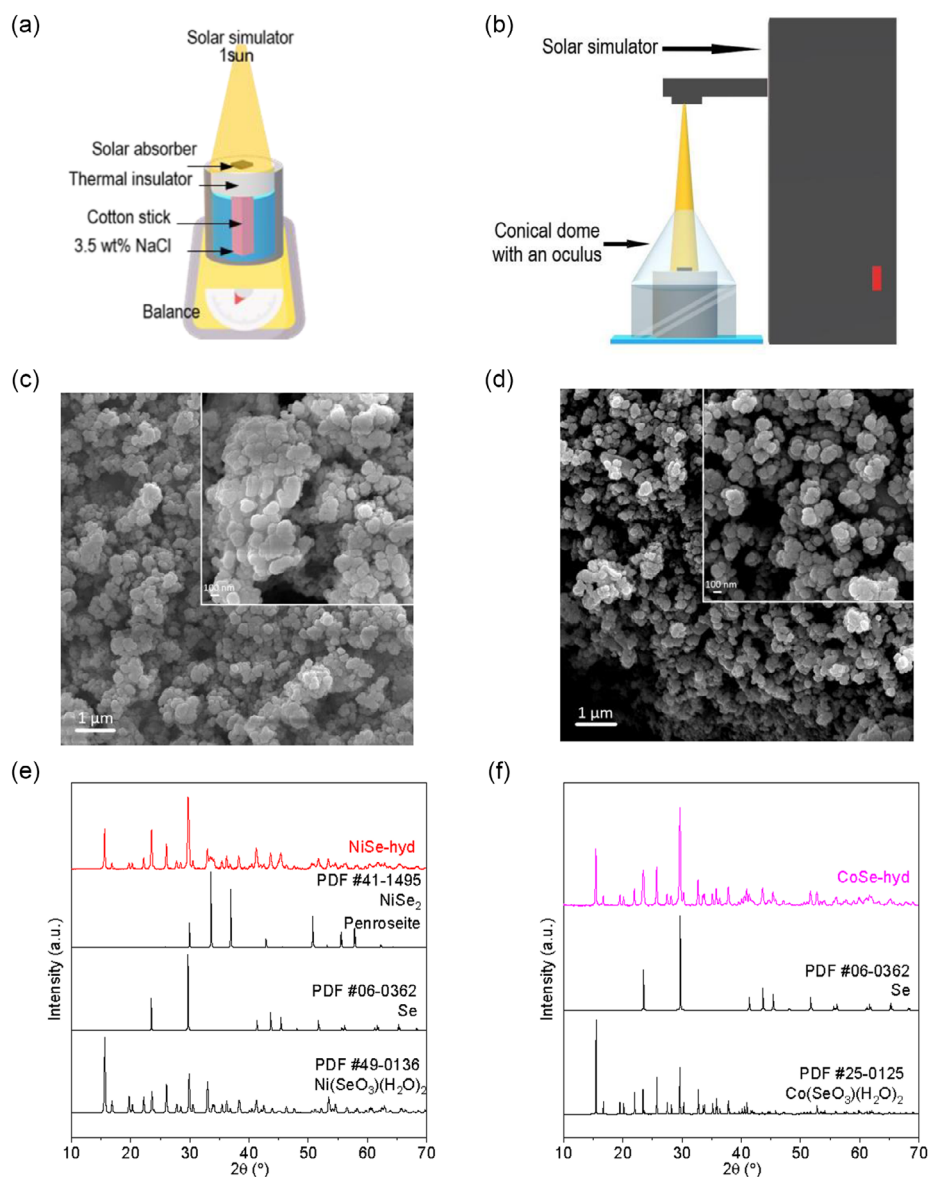 (a)
Solar simulator
1sun
Solar absorber
Thermal insulator
Cotton stick
3.5 wt% NaCl
Balance
(b)
Solar simulator
Conical dome
with an oculus
(c)
100 nm
1 μm
(d)
100 nm
1 μm
(e)
NiSe-hyd
PDF #41-1495
NiSe₂
Penroseite
PDF #06-0362
Se
PDF #49-0136
Ni(SeO₃)(H₂O)₂
Intensity (a.u.)
10 20 30 40 50 60 70
2θ (°)
(f)
CoSe-hyd
PDF #06-0362
Se
PDF #25-0125
Co(SeO₃)(H₂O)₂
Intensity (a.u.)
10 20 30 40 50 60 70
2θ (°)